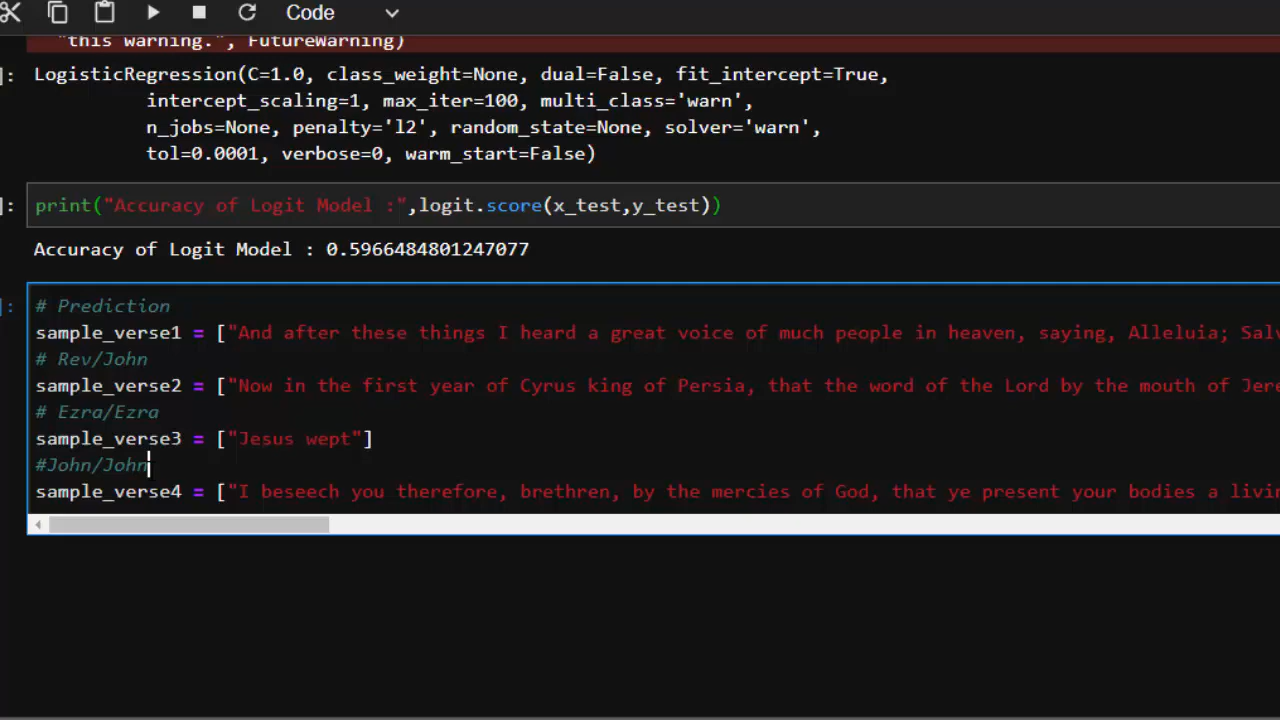 Code
"this warning.", FutureWarning)
]: LogisticRegression(C=1.0, class_weight=None, dual=False, fit_intercept=True,
intercept_scaling=1, max_iter=100, multi_class='warn',
n_jobs=None, penalty='l2', random_state=None, solver='warn',
tol=0.0001, verbose=0, warm_start=False)
]: print("Accuracy of Logit Model :",logit.score(x_test,y_test))
Accuracy of Logit Model : 0.5966484801247077
]: # Prediction
sample_verse1 = ["And after these things I heard a great voice of much people in heaven, saying, Alleluia;
# Rev/John
sample_verse2 = ["Now in the first year of Cyrus king of Persia, that the word of the Lord by the mouth of
# Ezra/Ezra
sample_verse3 = ["Jesus wept"]
#John/John
sample_verse4 = ["I beseech you therefore, brethren, by the mercies of God, that ye present your bodies a